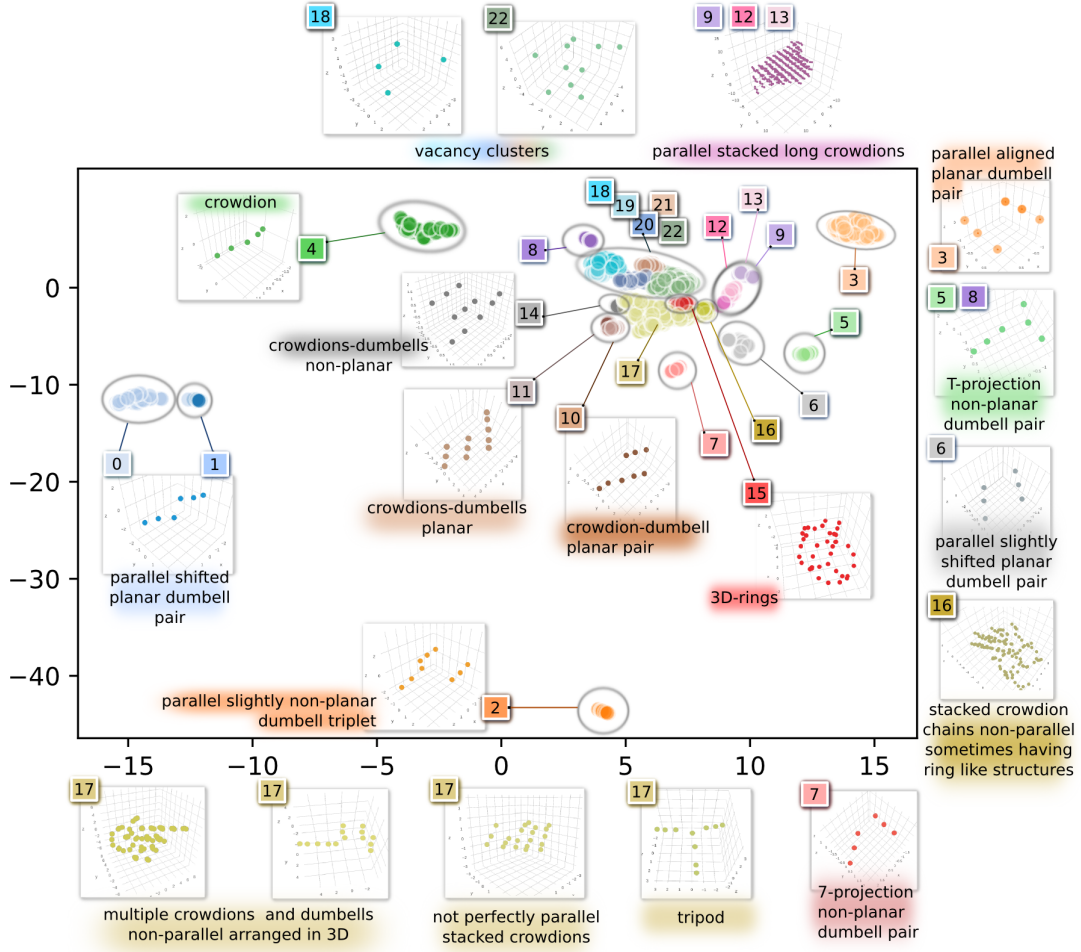 18
22
9 12 13
vacancy clusters
parallel stacked long crowdions
parallel aligned
planar dumbell
pair
3
crowdion
4
8
18
19
20
21
22
12
13
9
3
14
crowdions-dumbells
non-planar
11
10
17
5
6
7
16
15
5 8
T-projection
non-planar
dumbell pair
6
parallel slightly
shifted planar
dumbell pair
0
1
parallel shifted
planar dumbell
pair
crowdions-dumbells
planar
crowdion-dumbell
planar pair
3D-rings
16
stacked crowdion
chains non-parallel
sometimes having
ring like structures
parallel slightly non-planar
dumbell triplet
2
0
−10
−20
−30
−40
−15 −10 −5 0 5 10 15
17
17
17
17
7
multiple crowdions and dumbells
non-parallel arranged in 3D
not perfectly parallel
stacked crowdions
tripod
7-projection
non-planar
dumbell pair